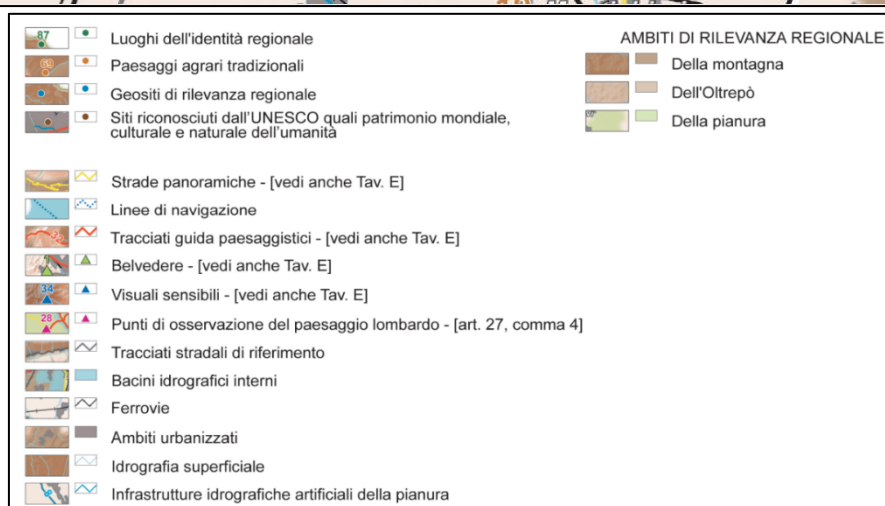 87
Luoghi dell'identità regionale
Paesaggi agrari tradizionali
Geositi di rilevanza regionale
Siti riconosciuti dall'UNESCO quali patrimonio mondiale,
culturale e naturale dell'umanità
Strade panoramiche - [vedi anche Tav. E]
Linee di navigazione
Tracciati guida paesaggistici - [vedi anche Tav. E]
Belvedere - [vedi anche Tav. E]
34
Visuali sensibili - [vedi anche Tav. E]
28
Punti di osservazione del paesaggio lombardo - [art. 27, comma 4]
Tracciati stradali di riferimento
Bacini idrografici interni
Ferrovie
Ambiti urbanizzati
Idrografia superficiale
Infrastrutture idrografiche artificiali della pianura
AMBITI DI RILEVANZA REGIONALE
Della montagna
Dell'Oltrepò
Della pianura